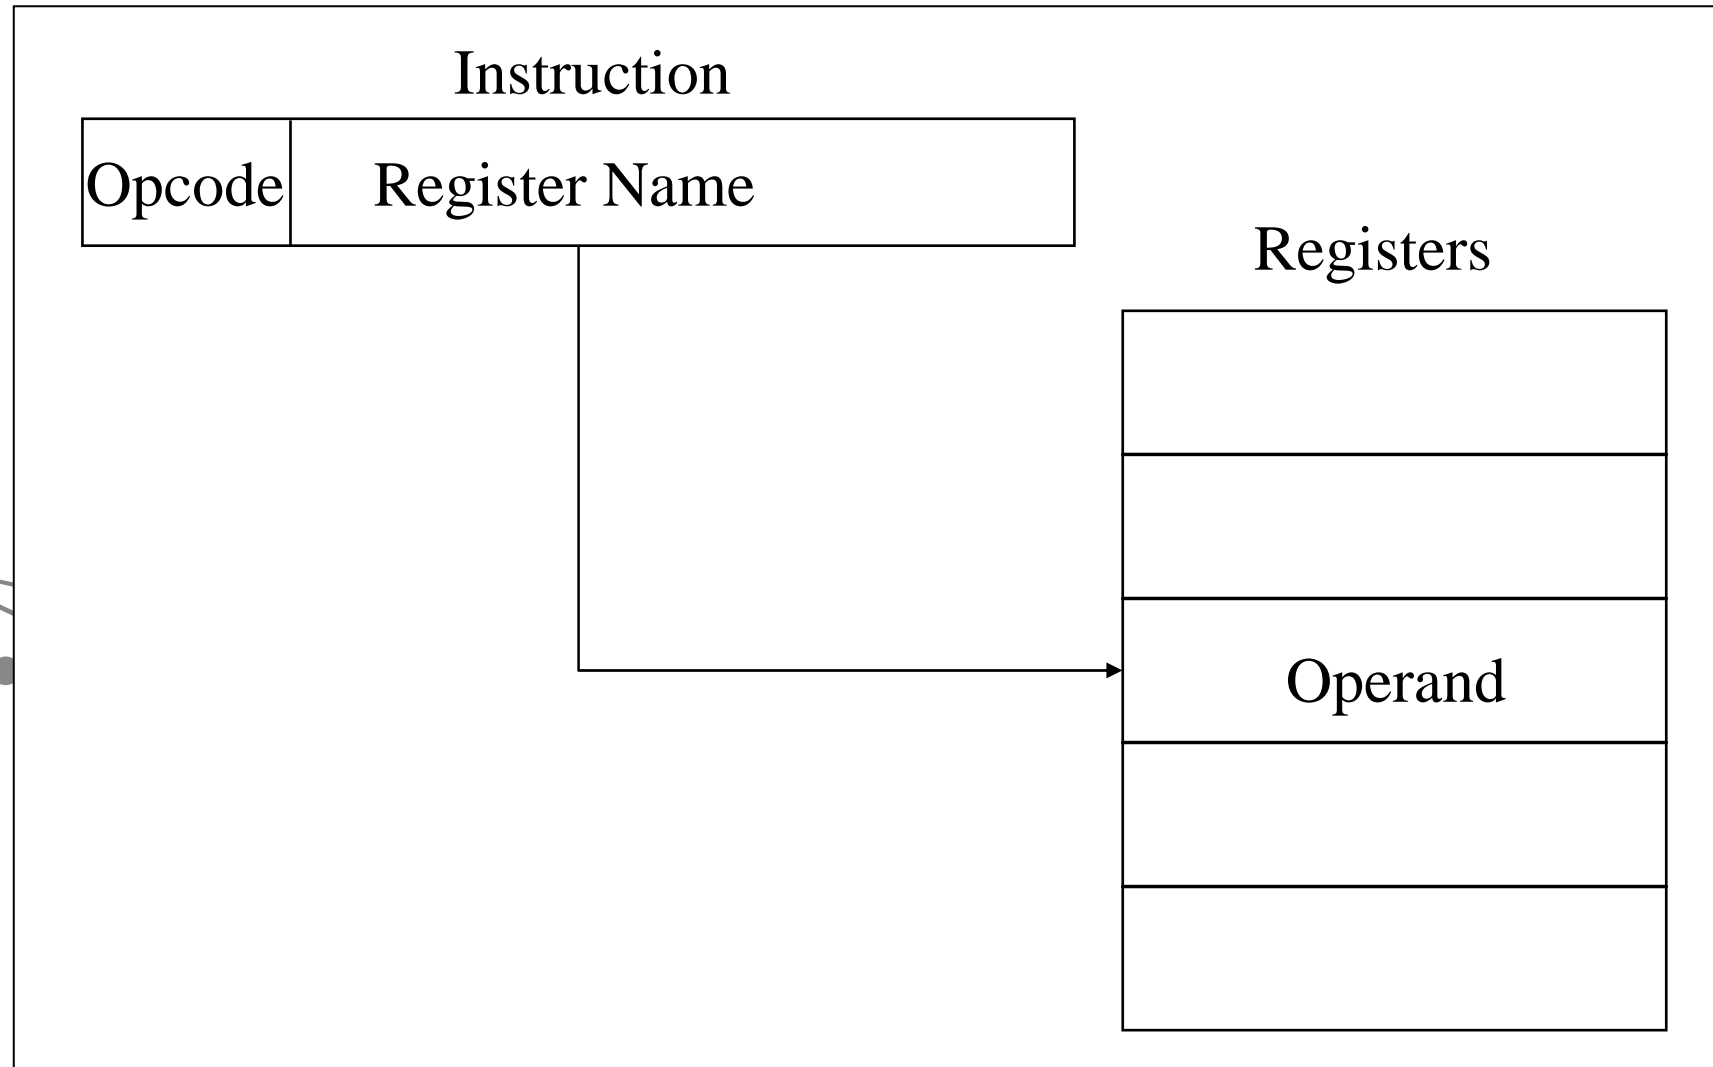 Instruction
Opcode Register Name
Registers
Operand